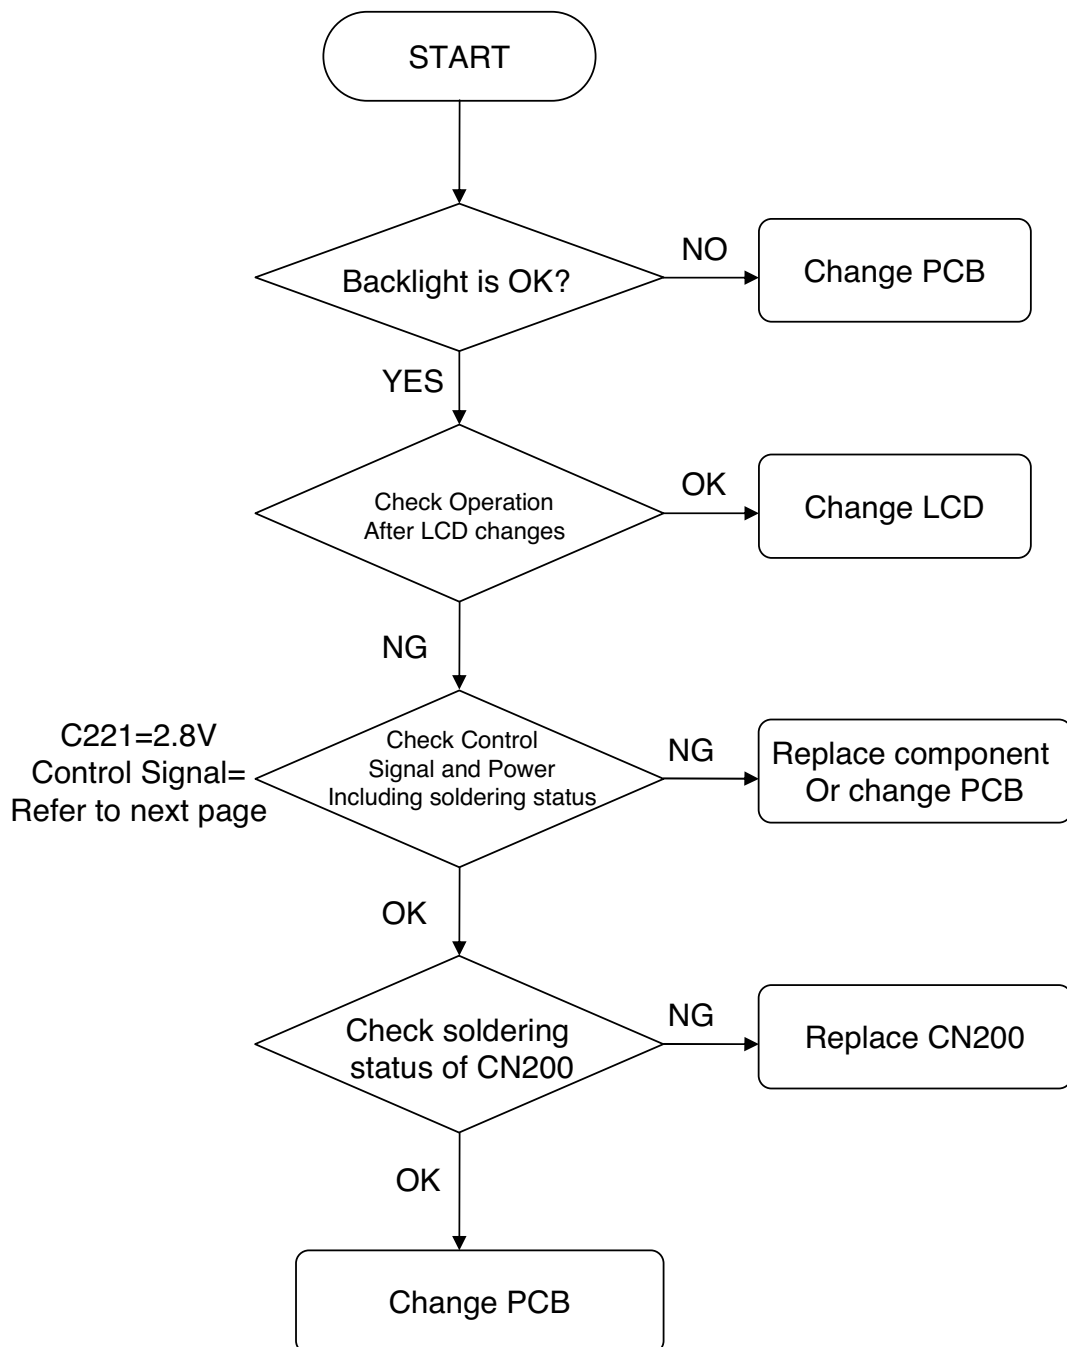 START
Backlight is OK?
NO
Change PCB
YES
Check Operation
After LCD changes
OK
Change LCD
NG
C221=2.8V
Control Signal=
Refer to next page
Check Control
Signal and Power
Including soldering status
NG
Replace component
Or change PCB
OK
Check soldering
status of CN200
NG
Replace CN200
OK
Change PCB